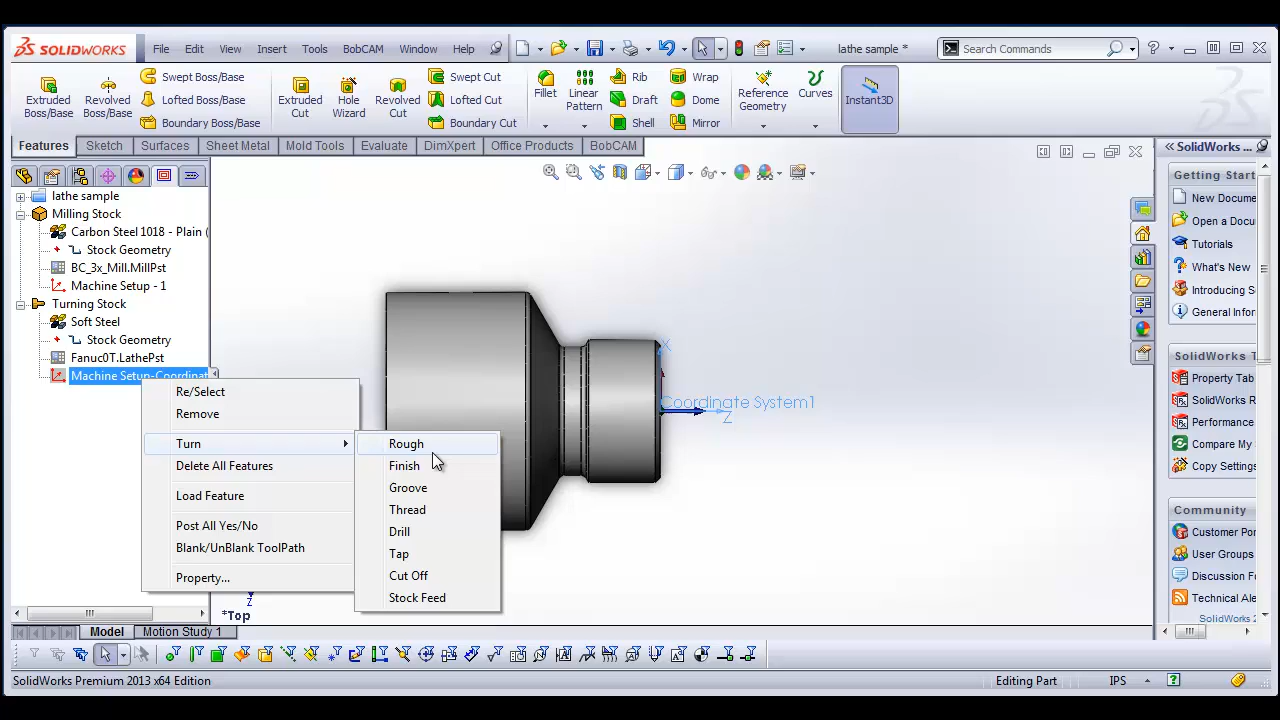 SOLIDWORKS File Edit View Insert Tools BobCAM Window Help lathe sample * Search Commands
Extruded Boss/Base
Revolved Boss/Base
Swept Boss/Base
Lofted Boss/Base
Boundary Boss/Base
Extruded Cut
Hole Wizard
Revolved Cut
Swept Cut
Lofted Cut
Boundary Cut
Fillet
Linear Pattern
Rib
Draft
Shell
Wrap
Dome
Mirror
Reference Geometry
Curves
Instant3D
Features Sketch Surfaces Sheet Metal Mold Tools Evaluate DimXpert Office Products BobCAM
lathe sample
Milling Stock
Carbon Steel 1018 - Plain (
Stock Geometry
BC_3x_Mill.MillPst
Machine Setup - 1
Turning Stock
Soft Steel
Stock Geometry
Fanuc0T.LathePst
Machine Setup-Coordinat
Re/Select
Remove
Turn
Delete All Features
Load Feature
Post All Yes/No
Blank/UnBlank ToolPath
Property...
Rough
Finish
Groove
Thread
Drill
Tap
Cut Off
Stock Feed
X
Coordinate System1
Z
Z
*Top
SolidWorks ...
Getting Start
New Docume
Open a Docu
Tutorials
What's New
Introducing S
General Infor
SolidWorks T
Property Tab
SolidWorks R
Performance
Compare My
Copy Settings
Community
Customer Por
User Groups
Discussion F
Technical Ale
SolidWorks 2
Model Motion Study 1
SolidWorks Premium 2013 x64 Edition Editing Part IPS